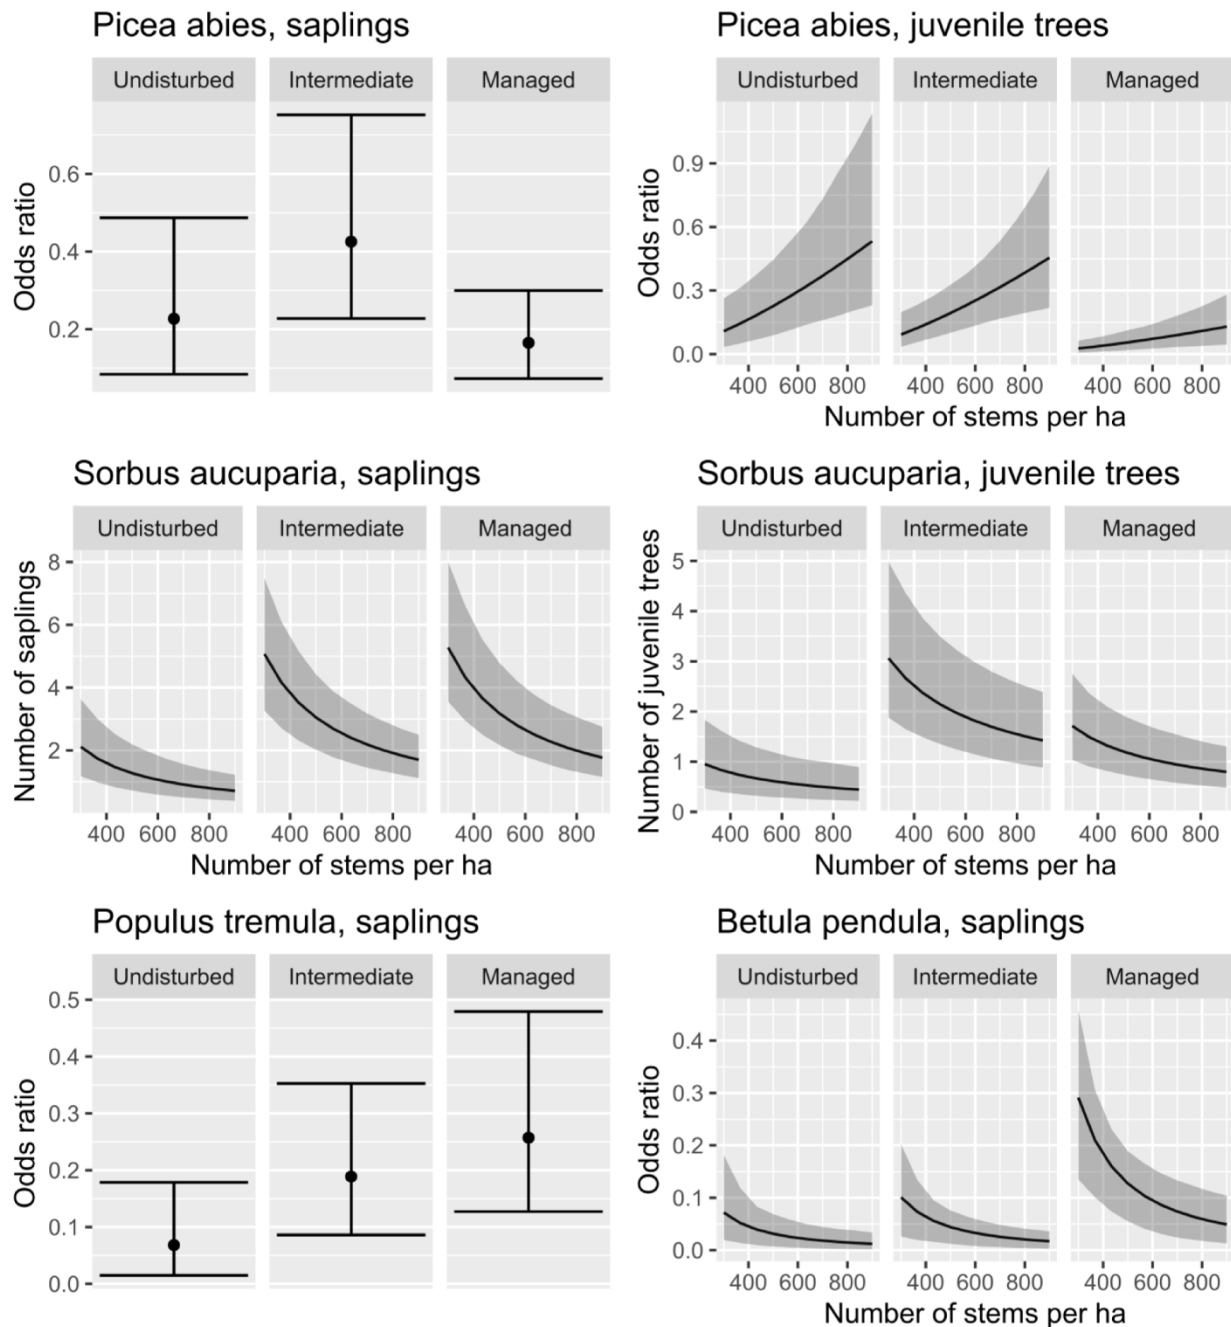 Picea abies, saplings
Undisturbed Intermediate Managed
0.6
0.4
0.2
Odds ratio
Picea abies, juvenile trees
Undisturbed Intermediate Managed
0.9
0.6
0.3
0.0
Odds ratio
400 600 800 400 600 800 400 600 800
Number of stems per ha
Sorbus aucuparia, saplings
Undisturbed Intermediate Managed
8
6
4
2
Number of saplings
400 600 800 400 600 800 400 600 800
Number of stems per ha
Sorbus aucuparia, juvenile trees
Undisturbed Intermediate Managed
5
4
3
2
1
0
Number of juvenile trees
400 600 800 400 600 800 400 600 800
Number of stems per ha
Populus tremula, saplings
Undisturbed Intermediate Managed
0.5
0.4
0.3
0.2
0.1
0.0
Odds ratio
Betula pendula, saplings
Undisturbed Intermediate Managed
0.4
0.3
0.2
0.1
0.0
Odds ratio
400 600 800 400 600 800 400 600 800
Number of stems per ha